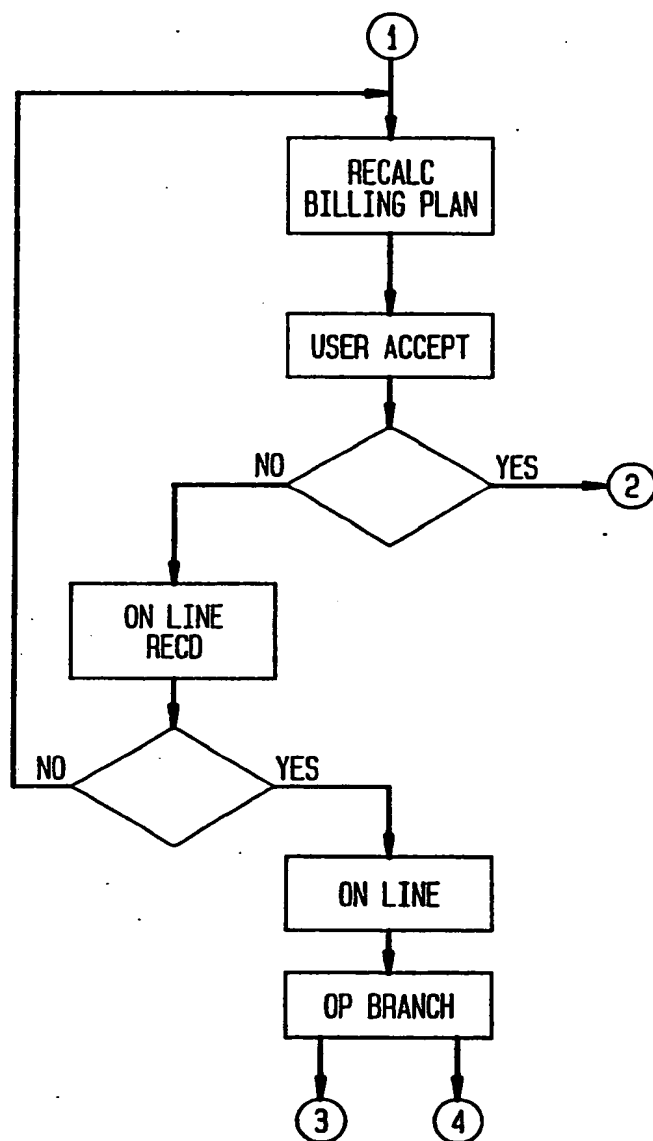 1
RECALC
BILLING PLAN
USER ACCEPT
NO
YES
2
ON LINE
RECD
NO
YES
ON LINE
OP BRANCH
3
4